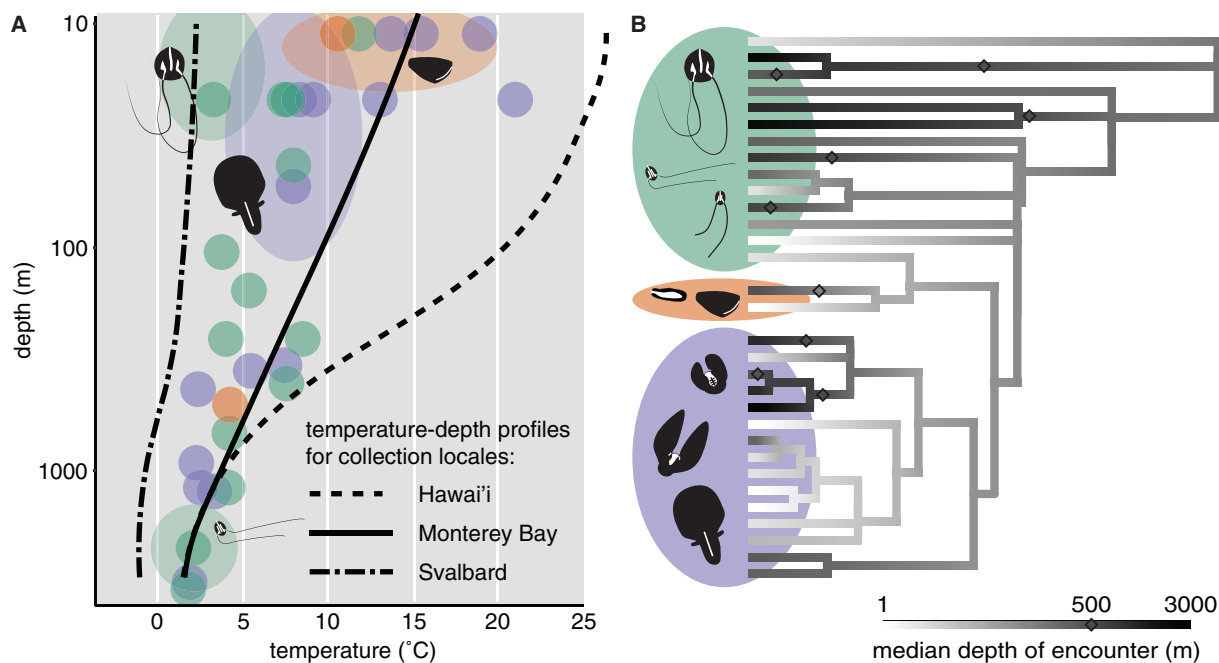 A
10
100
1000
depth (m)
0
5
10
15
20
25
temperature (˚C)
temperature-depth profiles
for collection locales:
Hawai'i
Monterey Bay
Svalbard
B
1
500
3000
median depth of encounter (m)